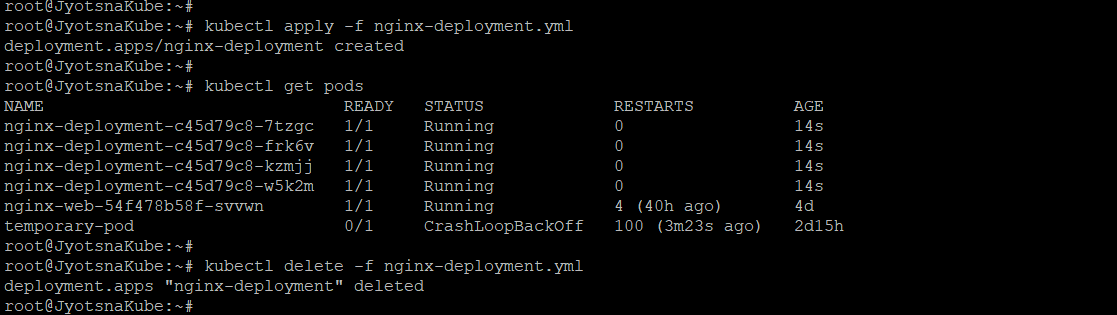 root@JyotsnaKube:~#
root@JyotsnaKube:~# kubectl apply -f nginx-deployment.yml
deployment.apps/nginx-deployment created
root@JyotsnaKube:~#
root@JyotsnaKube:~# kubectl get pods
NAME READY STATUS RESTARTS AGE
nginx-deployment-c45d79c8-7tzgc 1/1 Running 0 14s
nginx-deployment-c45d79c8-frk6v 1/1 Running 0 14s
nginx-deployment-c45d79c8-kzmjj 1/1 Running 0 14s
nginx-deployment-c45d79c8-w5k2m 1/1 Running 0 14s
nginx-web-54f478b58f-svvwn 1/1 Running 4 (40h ago) 4d
temporary-pod 0/1 CrashLoopBackOff 100 (3m23s ago) 2d15h
root@JyotsnaKube:~#
root@JyotsnaKube:~# kubectl delete -f nginx-deployment.yml
deployment.apps "nginx-deployment" deleted
root@JyotsnaKube:~#